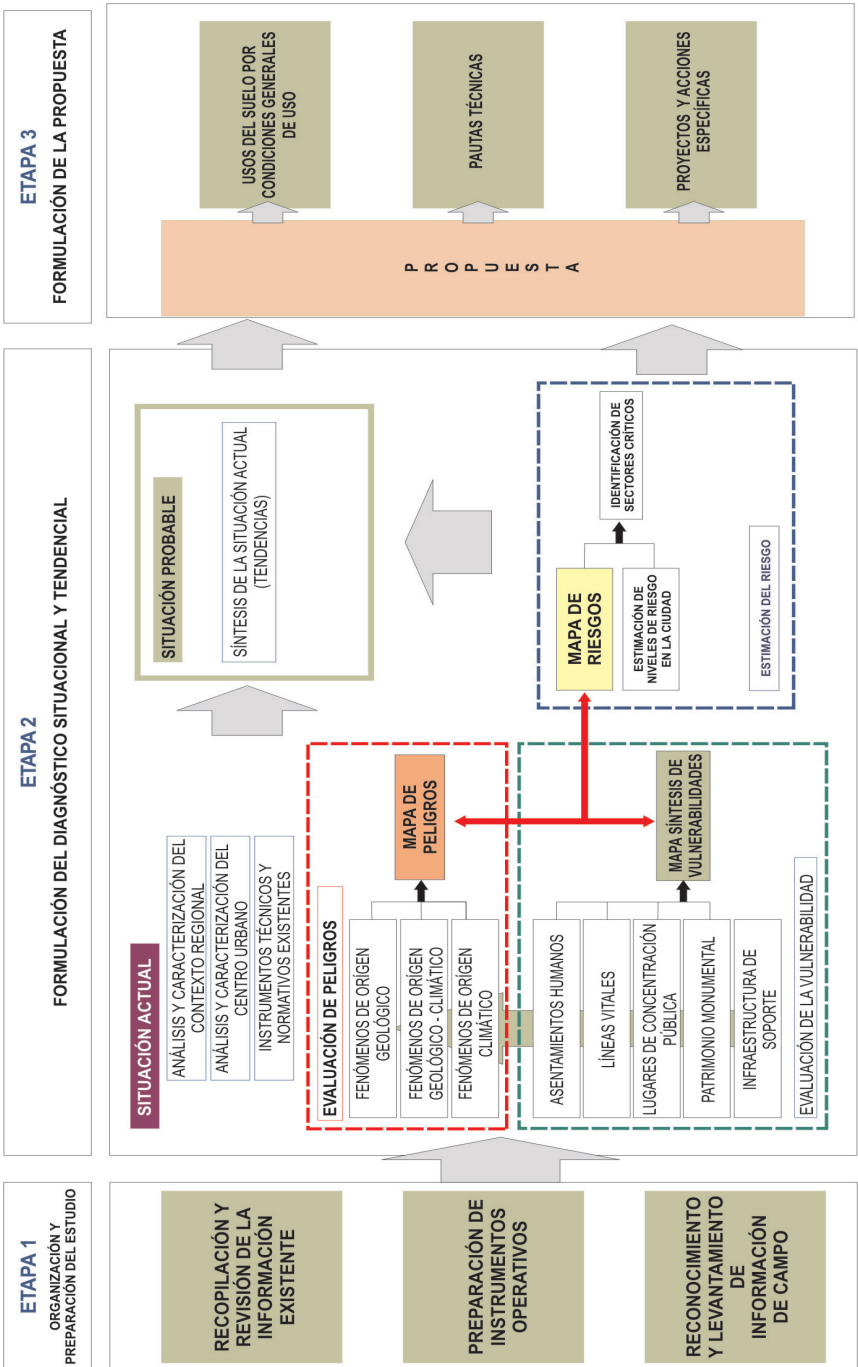 ETAPA 1
ORGANIZACIÓN Y
PREPARACIÓN DEL ESTUDIO
RECOPILACIÓN Y
REVISIÓN DE LA
INFORMACIÓN
EXISTENTE
PREPARACIÓN DE
INSTRUMENTOS
OPERATIVOS
RECONOCIMIENTO
Y LEVANTAMIENTO
DE
INFORMACIÓN
DE CAMPO
ETAPA 2
FORMULACIÓN DEL DIAGNÓSTICO SITUACIONAL Y TENDENCIAL
SITUACIÓN ACTUAL
ANÁLISIS Y CARACTERIZACIÓN DEL
CONTEXTO REGIONAL
ANÁLISIS Y CARACTERIZACIÓN DEL
CENTRO URBANO
INSTRUMENTOS TÉCNICOS Y
NORMATIVOS EXISTENTES
EVALUACIÓN DE PELIGROS
FENÓMENOS DE ORÍGEN
GEOLÓGICO
FENÓMENOS DE ORÍGEN
GEOLÓGICO - CLIMÁTICO
FENÓMENOS DE ORÍGEN
CLIMÁTICO
MAPA DE
PELIGROS
ASENTAMIENTOS HUMANOS
LÍNEAS VITALES
LUGARES DE CONCENTRACIÓN
PÚBLICA
PATRIMONIO MONUMENTAL
INFRAESTRUCTURA DE
SOPORTE
EVALUACIÓN DE LA VULNERABILIDAD
MAPA SÍNTESIS DE
VULNERABILIDADES
SITUACIÓN PROBABLE
SÍNTESIS DE LA SITUACIÓN ACTUAL
(TENDENCIAS)
MAPA DE
RIESGOS
ESTIMACIÓN DE
NIVELES DE RIESGO
EN LA CIUDAD
IDENTIFICACIÓN DE
SECTORES CRÍTICOS
ESTIMACIÓN DEL RIESGO
ETAPA 3
FORMULACIÓN DE LA PROPUESTA
P R O P U E S T A
USOS DEL SUELO POR
CONDICIONES GENERALES
DE USO
PAUTAS TÉCNICAS
PROYECTOS Y ACCIONES
ESPECÍFICAS